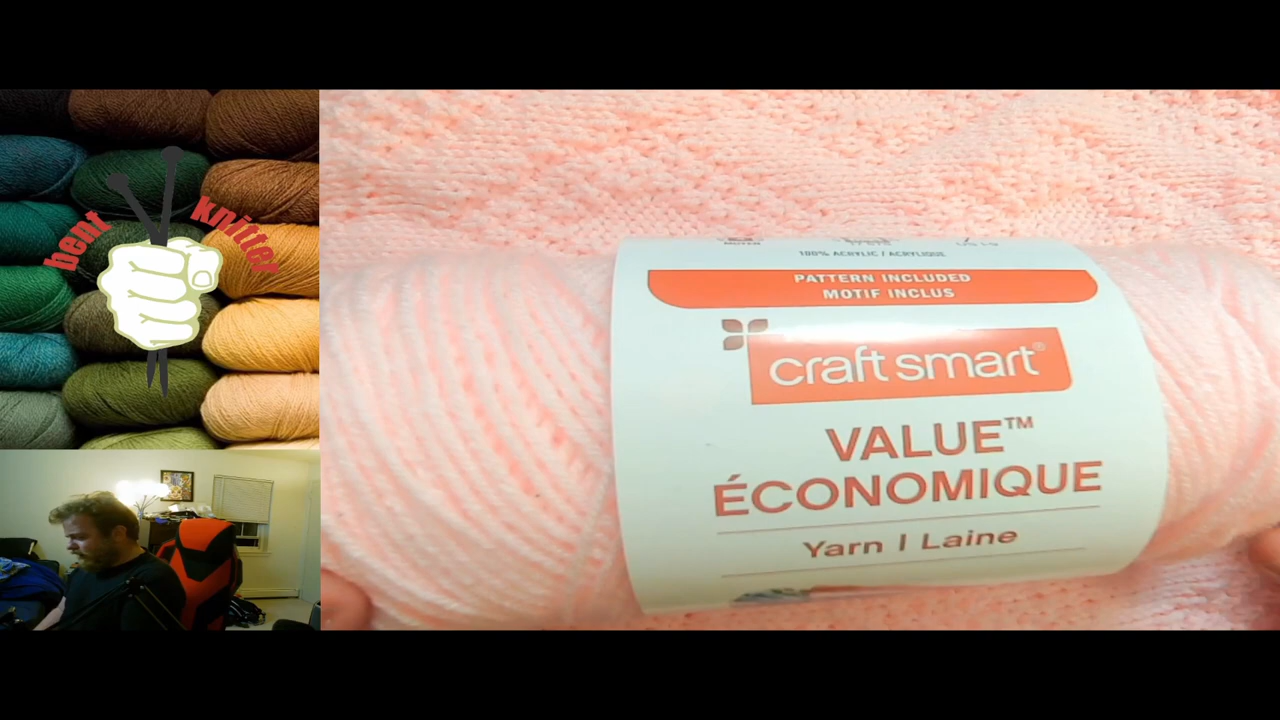 bent
knitter
100% ACRYLIC / ACRYLIQUE
PATTERN INCLUDED
MOTIF INCLUS
craft smart®
VALUE™
ÉCONOMIQUE
Yarn | Laine